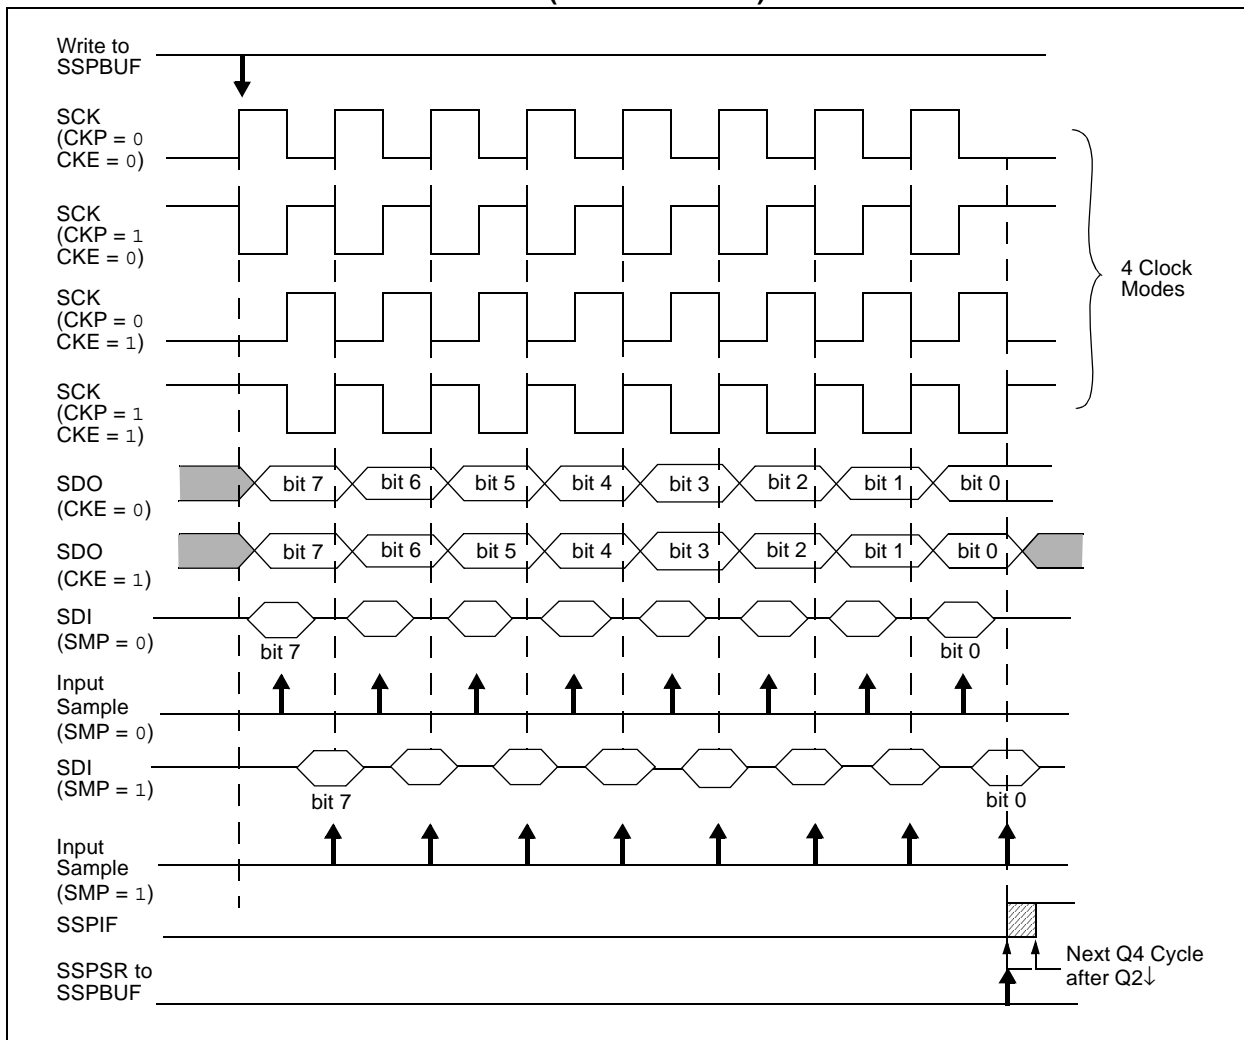 Write to
SSPBUF
SCK
(CKP = 0
CKE = 0)
SCK
(CKP = 1
CKE = 0)
SCK
(CKP = 0
CKE = 1)
SCK
(CKP = 1
CKE = 1)
4 Clock
Modes
SDO
(CKE = 0)
bit 7 bit 6 bit 5 bit 4 bit 3 bit 2 bit 1 bit 0
SDO
(CKE = 1)
bit 7 bit 6 bit 5 bit 4 bit 3 bit 2 bit 1 bit 0
SDI
(SMP = 0)
bit 7 bit 0
Input
Sample
(SMP = 0)
SDI
(SMP = 1)
bit 7 bit 0
Input
Sample
(SMP = 1)
SSPIF
Next Q4 Cycle
after Q2↓
SSPSR to
SSPBUF